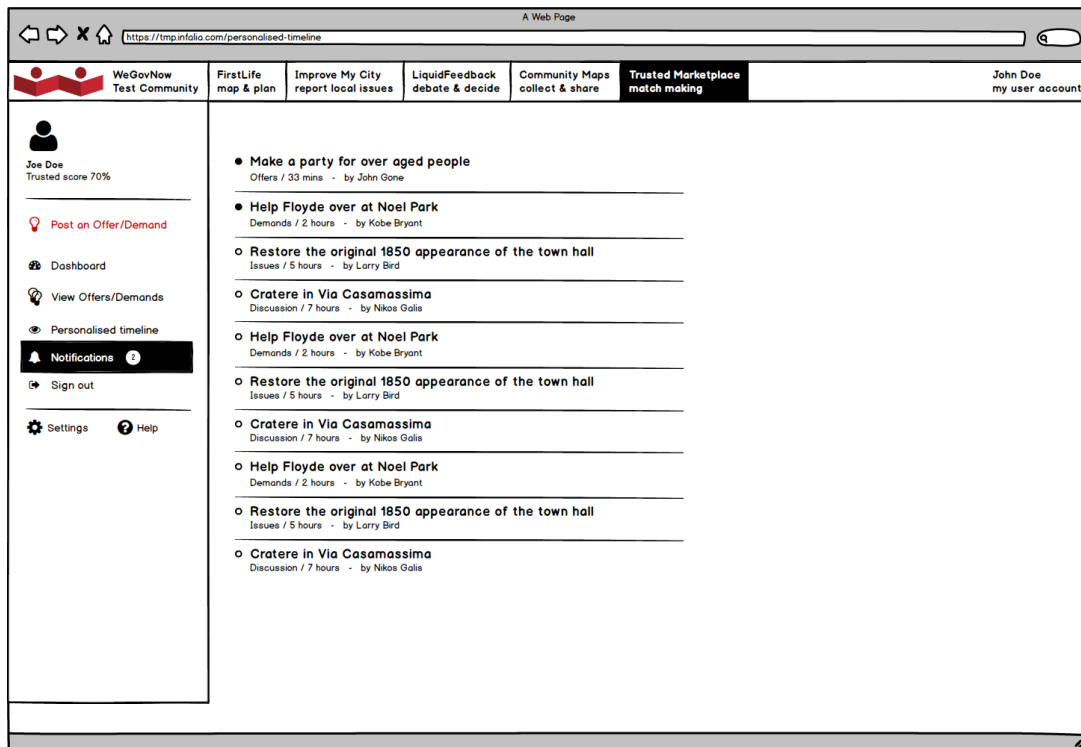 A Web Page
https://tmp.infalia.com/personalised-timeline
WeGovNow
Test Community
FirstLife
map & plan
Improve My City
report local issues
LiquidFeedback
debate & decide
Community Maps
collect & share
Trusted Marketplace
match making
John Doe
my user account
Joe Doe
Trusted score 70%
Post an Offer/Demand
Dashboard
View Offers/Demands
Personalised timeline
Notifications 2
Sign out
Settings ? Help
Make a party for over aged people
Offers / 33 mins - by John Gone
Help Floyde over at Noel Park
Demands / 2 hours - by Kobe Bryant
Restore the original 1850 appearance of the town hall
Issues / 5 hours - by Larry Bird
Cratere in Via Casamassima
Discussion / 7 hours - by Nikos Galis
Help Floyde over at Noel Park
Demands / 2 hours - by Kobe Bryant
Restore the original 1850 appearance of the town hall
Issues / 5 hours - by Larry Bird
Cratere in Via Casamassima
Discussion / 7 hours - by Nikos Galis
Help Floyde over at Noel Park
Demands / 2 hours - by Kobe Bryant
Restore the original 1850 appearance of the town hall
Issues / 5 hours - by Larry Bird
Cratere in Via Casamassima
Discussion / 7 hours - by Nikos Galis